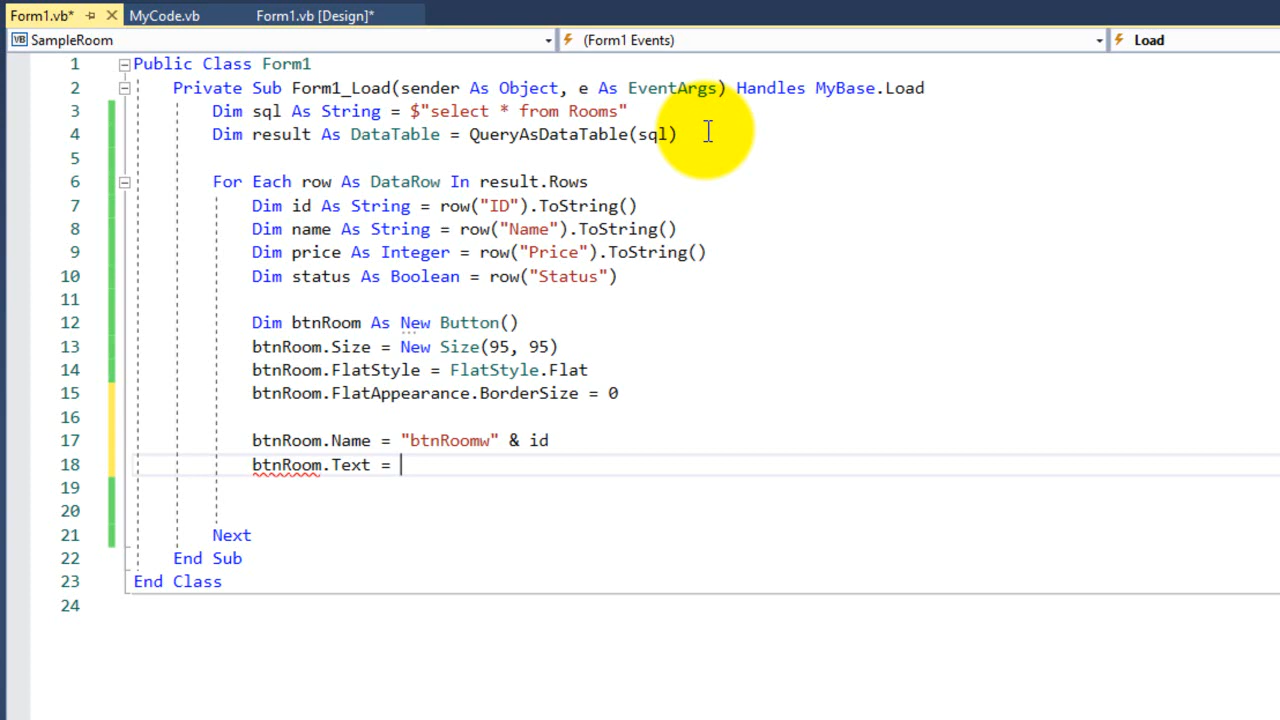 Form1.vb* MyCode.vb Form1.vb [Design]*
VB SampleRoom (Form1 Events) Load
1 Public Class Form1
2 Private Sub Form1_Load(sender As Object, e As EventArgs) Handles MyBase.Load
3 Dim sql As String = $"select * from Rooms"
4 Dim result As DataTable = QueryAsDataTable(sql)
5
6 For Each row As DataRow In result.Rows
7 Dim id As String = row("ID").ToString()
8 Dim name As String = row("Name").ToString()
9 Dim price As Integer = row("Price").ToString()
10 Dim status As Boolean = row("Status")
11
12 Dim btnRoom As New Button()
13 btnRoom.Size = New Size(95, 95)
14 btnRoom.FlatStyle = FlatStyle.Flat
15 btnRoom.FlatAppearance.BorderSize = 0
16
17 btnRoom.Name = "btnRoomw" & id
18 btnRoom.Text =
19
20
21 Next
22 End Sub
23 End Class
24